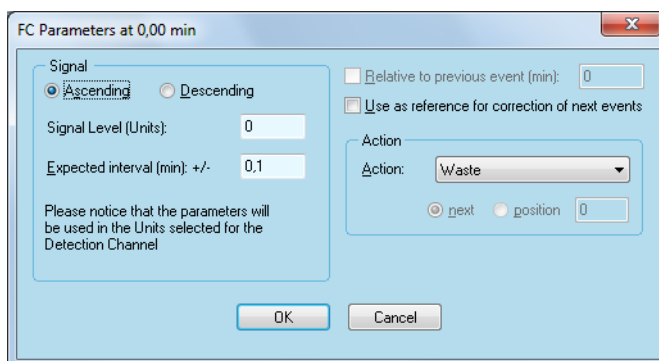 FC Parameters at 0,00 min
Signal
Ascending Descending
Signal Level (Units): 0
Expected interval (min): +/- 0,1
Please notice that the parameters will
be used in the Units selected for the
Detection Channel
Relative to previous event (min): 0
Use as reference for correction of next events
Action
Action: Waste
next position 0
OK Cancel